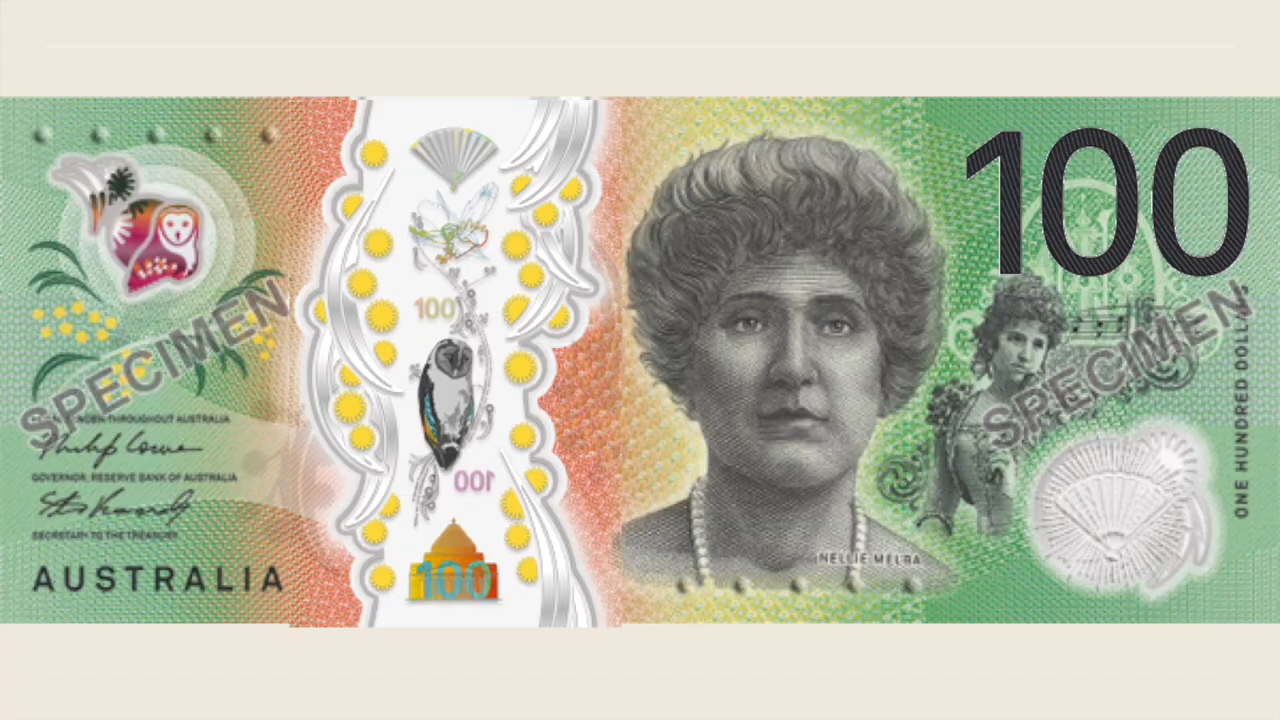 100
SPECIMEN
SPECIMEN
100
THROUGHOUT AUSTRALIA
GOVERNOR, RESERVE BANK OF AUSTRALIA
SECRETARY TO THE TREASURY
AUSTRALIA
100
100
NELLIE MELBA
ONE HUNDRED DOLLARS